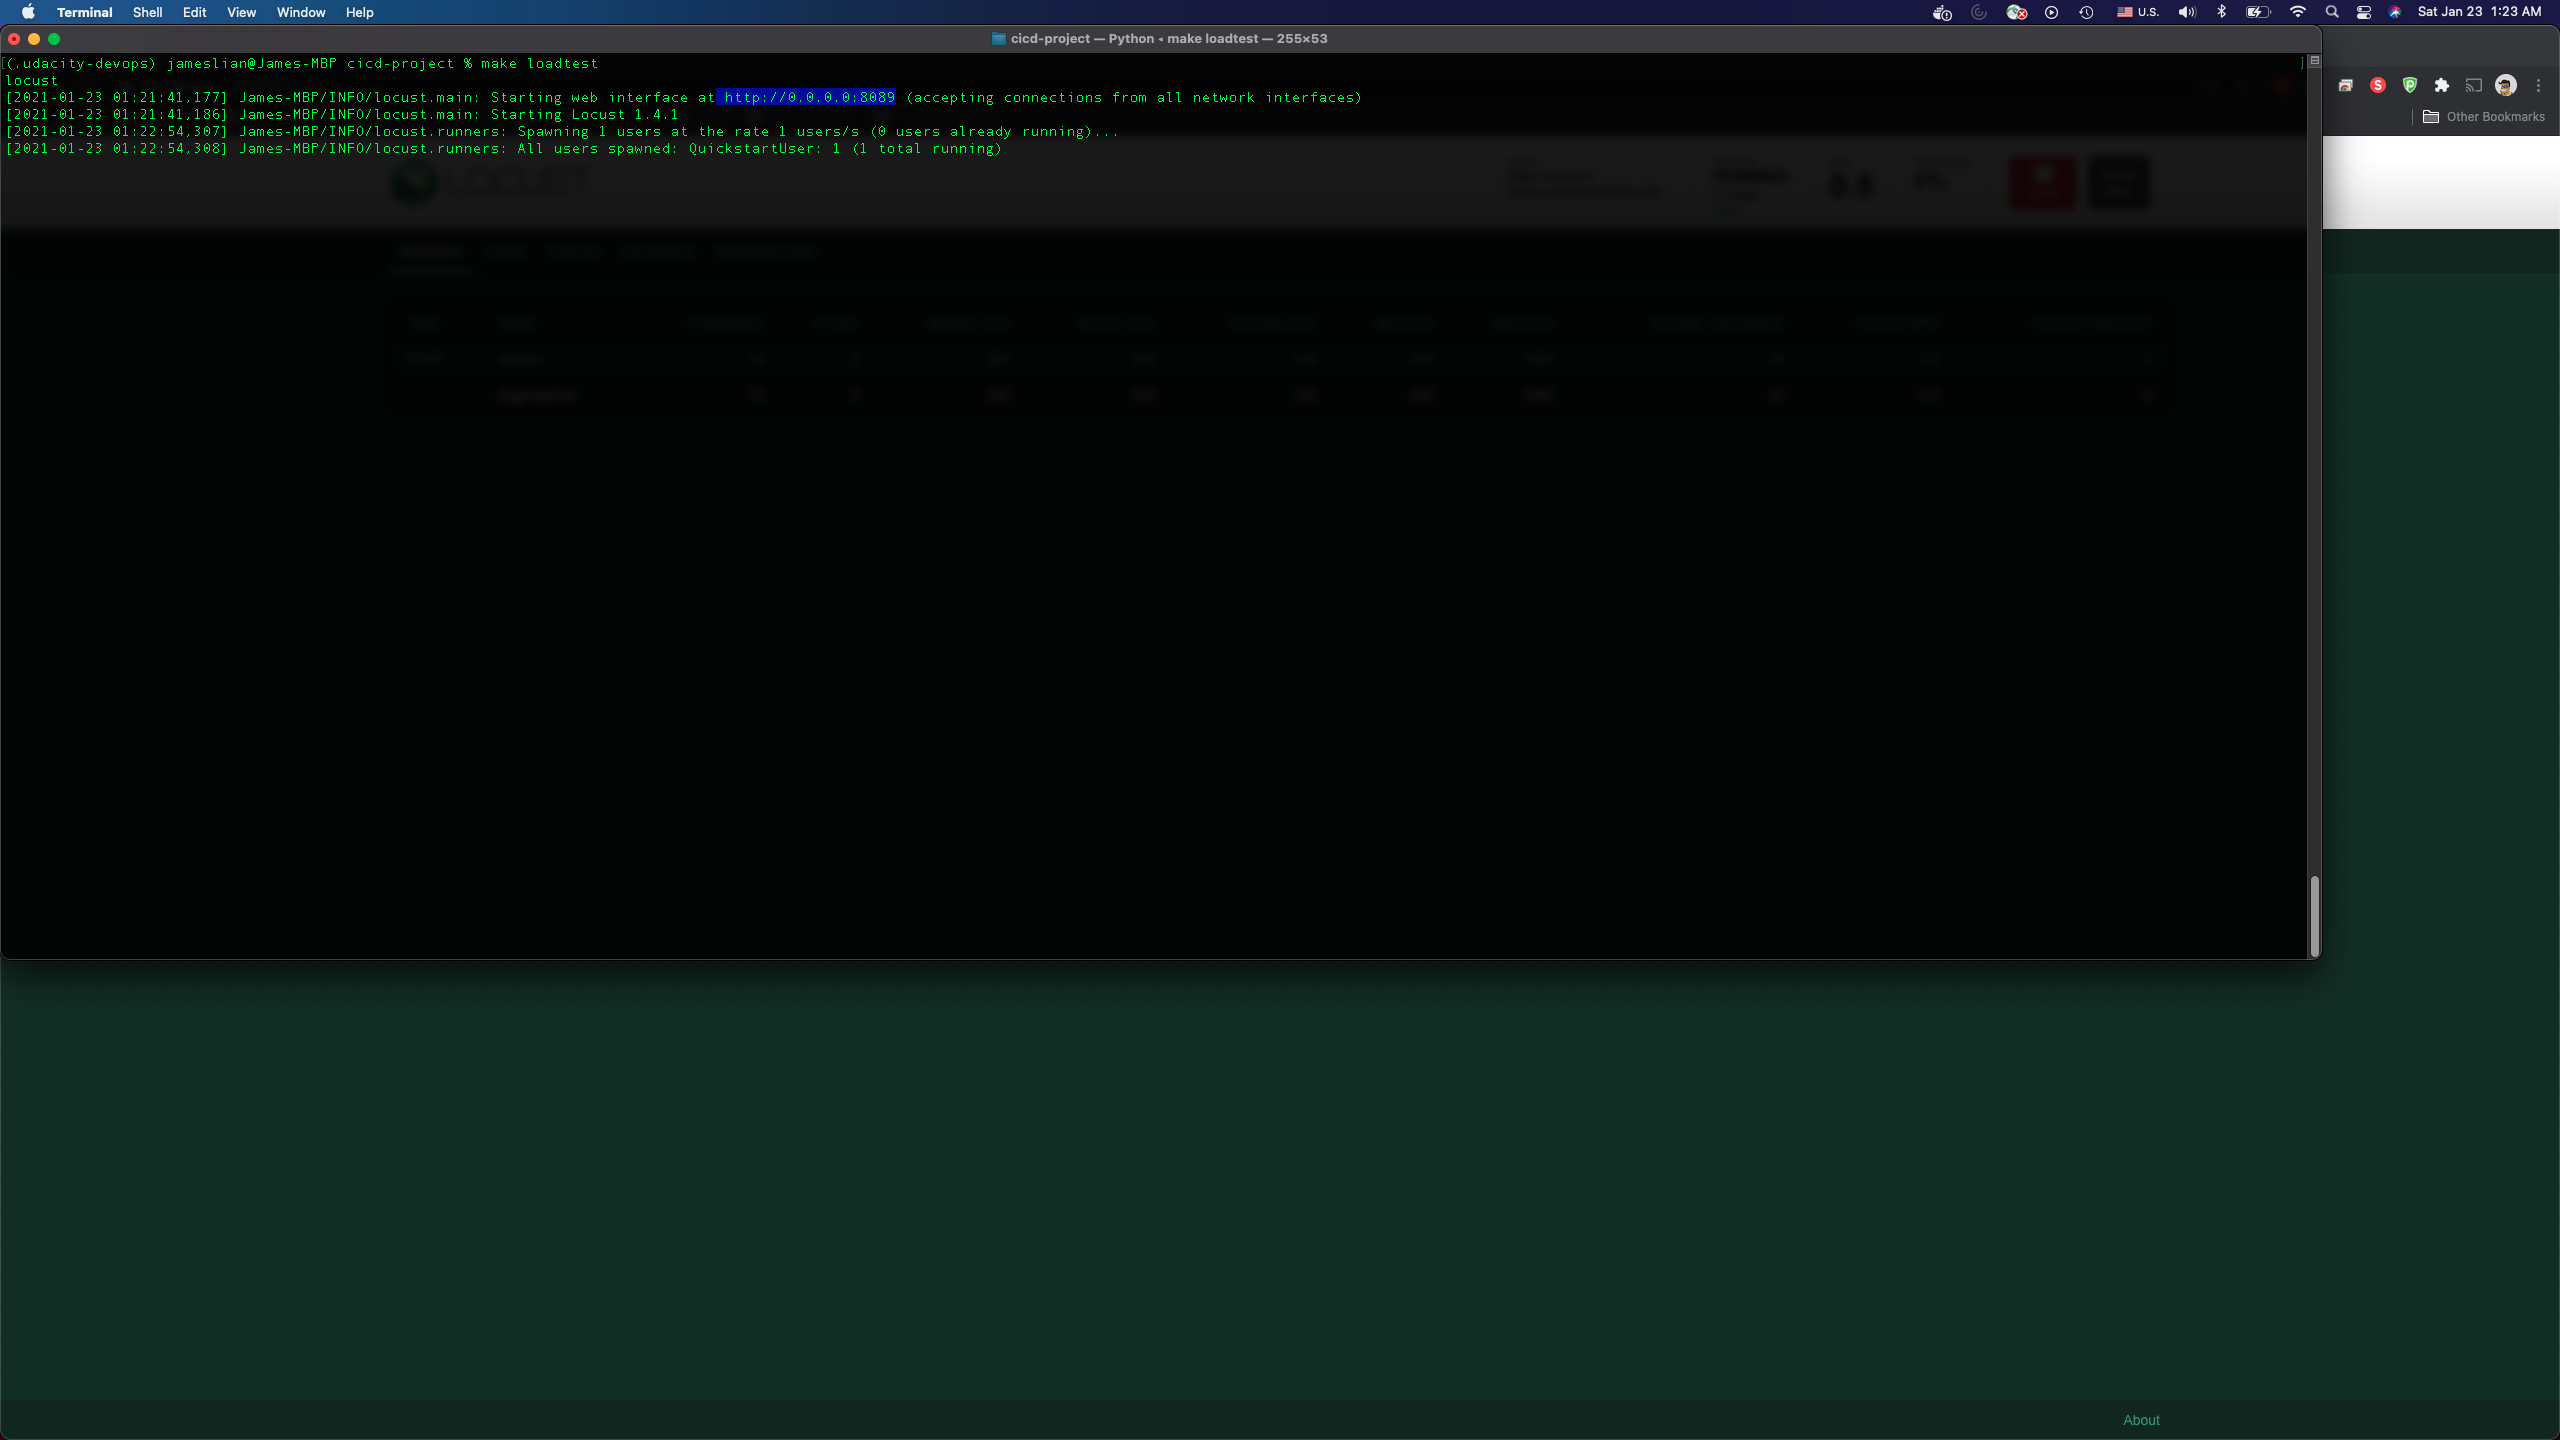 Terminal Shell Edit View Window Help
U.S. Sat Jan 23 1:23 AM
cicd-project — Python ◂ make loadtest — 255×53
(.udacity-devops) jameslian@James-MBP cicd-project % make loadtest
locust
[2021-01-23 01:21:41,177] James-MBP/INFO/locust.main: Starting web interface at http://0.0.0.0:8089 (accepting connections from all network interfaces)
[2021-01-23 01:21:41,186] James-MBP/INFO/locust.main: Starting Locust 1.4.1
[2021-01-23 01:22:54,307] James-MBP/INFO/locust.runners: Spawning 1 users at the rate 1 users/s (0 users already running)...
[2021-01-23 01:22:54,308] James-MBP/INFO/locust.runners: All users spawned: QuickstartUser: 1 (1 total running)
Other Bookmarks
LOCUST
0.5
About